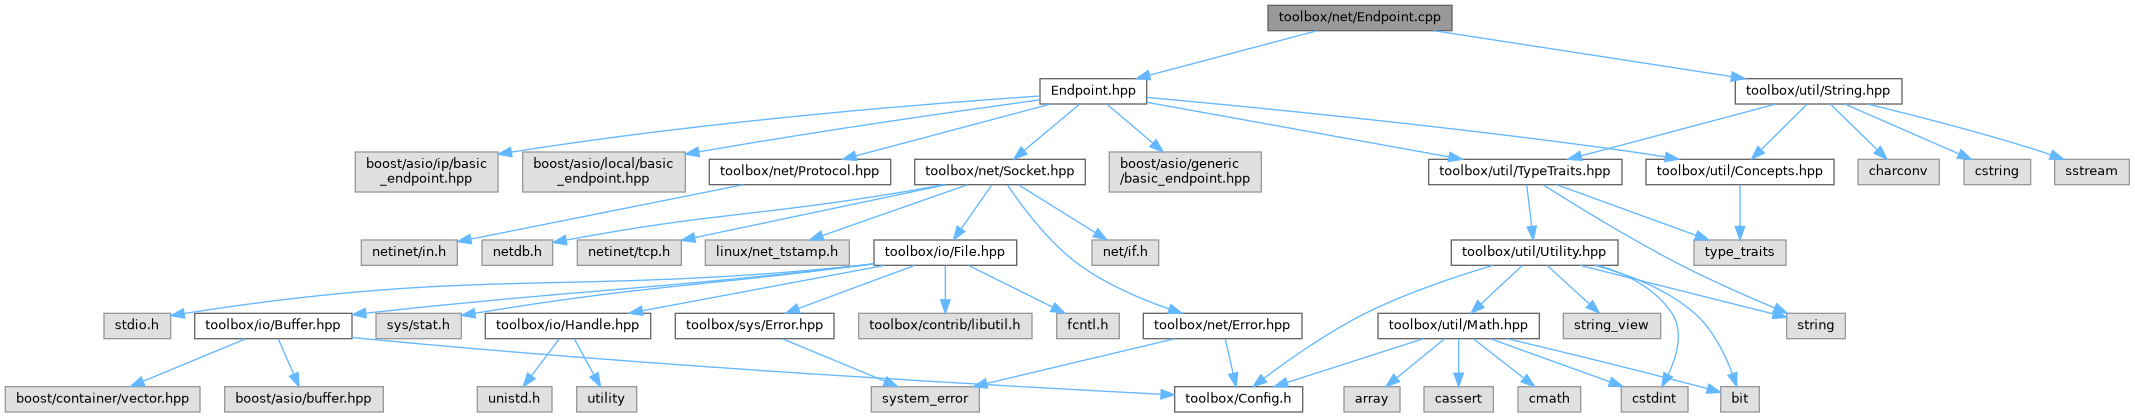 toolbox/net/Endpoint.cpp
Endpoint.hpp
toolbox/util/String.hpp
boost/asio/ip/basic
_endpoint.hpp
boost/asio/local/basic
_endpoint.hpp
toolbox/net/Protocol.hpp
toolbox/net/Socket.hpp
boost/asio/generic
/basic_endpoint.hpp
toolbox/util/TypeTraits.hpp
toolbox/util/Concepts.hpp
charconv
cstring
sstream
netinet/in.h
netdb.h
netinet/tcp.h
linux/net_tstamp.h
toolbox/io/File.hpp
net/if.h
toolbox/util/Utility.hpp
type_traits
stdio.h
toolbox/io/Buffer.hpp
sys/stat.h
toolbox/io/Handle.hpp
toolbox/sys/Error.hpp
toolbox/contrib/libutil.h
fcntl.h
toolbox/net/Error.hpp
toolbox/util/Math.hpp
string_view
string
boost/container/vector.hpp
boost/asio/buffer.hpp
unistd.h
utility
system_error
toolbox/Config.h
array
cassert
cmath
cstdint
bit